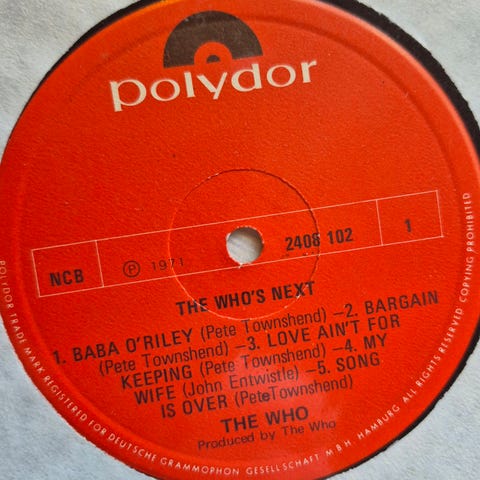 polydor
NCB
℗ 1971
2408 102
1
THE WHO'S NEXT
1. BABA O'RILEY (Pete Townshend) –2. BARGAIN
(Pete Townshend) –3. LOVE AIN'T FOR
KEEPING (Pete Townshend) –4. MY
WIFE (John Entwistle) –5. SONG
IS OVER (PeteTownshend)
THE WHO
Produced by The Who
POLYDOR TRADE MARK REGISTERED FOR DEUTSCHE GRAMMOPHON GESELLSCHAFT M·B·H. HAMBURG ALL RIGHTS RESERVED COPYING PROHIBITED